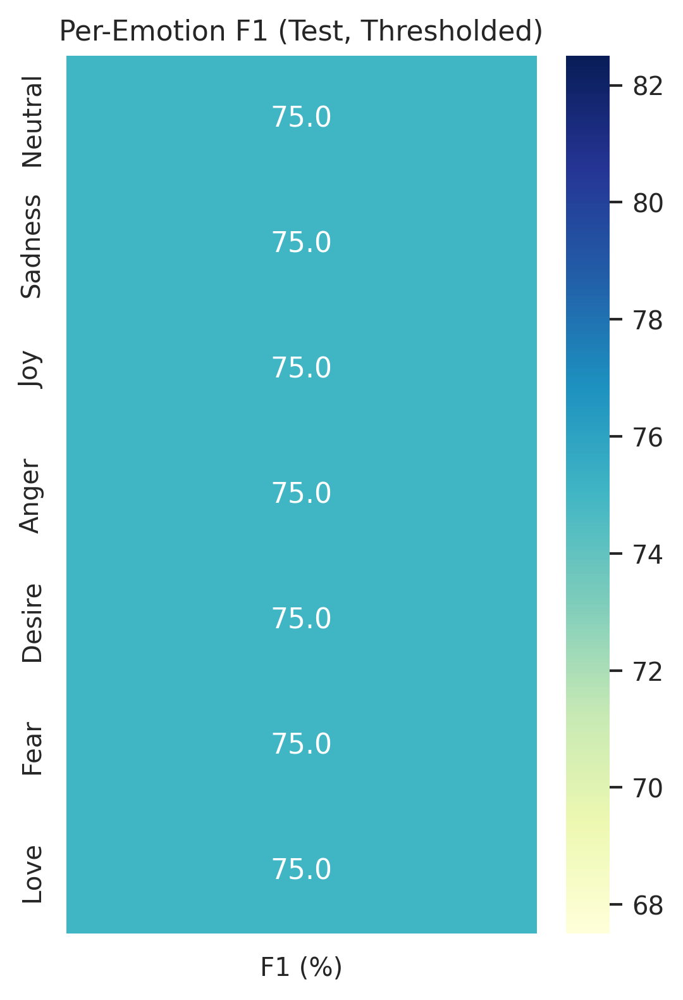 Per-Emotion F1 (Test, Thresholded)
Neutral
75.0
Sadness
75.0
Joy
75.0
Anger
75.0
Desire
75.0
Fear
75.0
Love
75.0
F1 (%)
82
80
78
76
74
72
70
68